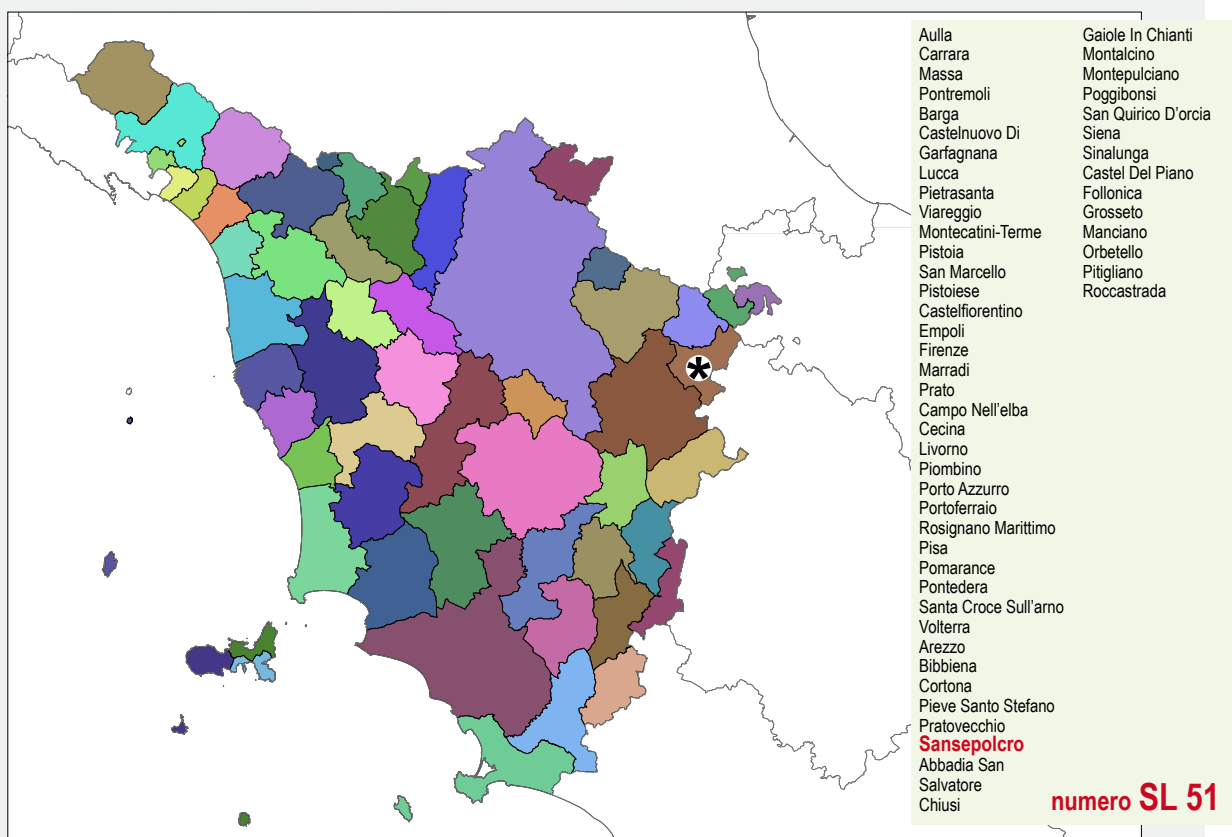 Aulla
Carrara
Massa
Pontremoli
Barga
Castelnuovo Di
Garfagnana
Lucca
Pietrasanta
Viareggio
Montecatini-Terme
Pistoia
San Marcello
Pistoiese
Castelfiorentino
Empoli
Firenze
Marradi
Prato
Campo Nell'elba
Cecina
Livorno
Piombino
Porto Azzurro
Portoferraio
Rosignano Marittimo
Pisa
Pomarance
Pontedera
Santa Croce Sull'arno
Volterra
Arezzo
Bibbiena
Cortona
Pieve Santo Stefano
Pratovecchio
Sansepolcro
Abbadia San
Salvatore
Chiusi
Gaiole In Chianti
Montalcino
Montepulciano
Poggibonsi
San Quirico D'orcia
Siena
Sinalunga
Castel Del Piano
Follonica
Grosseto
Manciano
Orbetello
Pitigliano
Roccastrada
*
numero SL 51